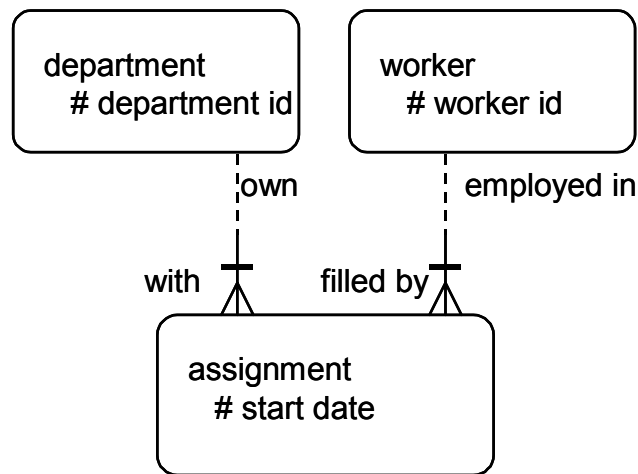 department
# department id
worker
# worker id
own
employed in
with
filled by
assignment
# start date